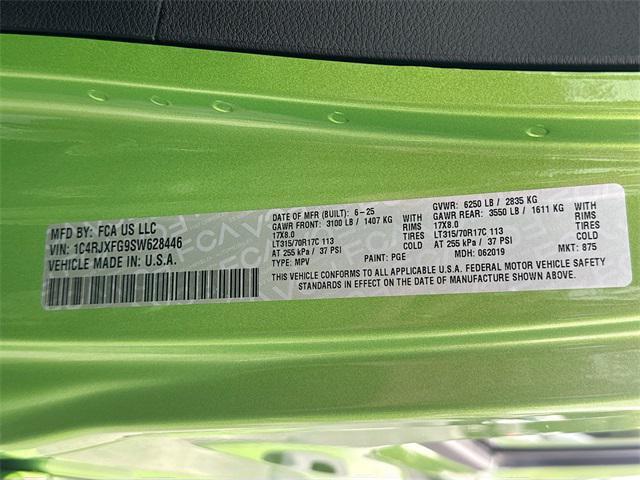 MFD BY: FCA US LLC
VIN: 1C4RJXFG9SW628446
VEHICLE MADE IN: U.S.A.
DATE OF MFR (BUILT): 6-25
GAWR FRONT: 3100 LB / 1407 KG WITH
17X8.0 RIMS
LT315/70R17C 113 TIRES
AT 255 kPa / 37 PSI COLD
TYPE: MPV PAINT: PGE
GVWR: 6250 LB / 2835 KG
GAWR REAR: 3550 LB / 1611 KG WITH
17X8.0 RIMS
LT315/70R17C 113 TIRES
AT 255 kPa / 37 PSI COLD
MDH: 062019 MKT: 875
THIS VEHICLE CONFORMS TO ALL APPLICABLE U.S.A. FEDERAL MOTOR VEHICLE SAFETY
STANDARDS IN EFFECT ON THE DATE OF MANUFACTURE SHOWN ABOVE.